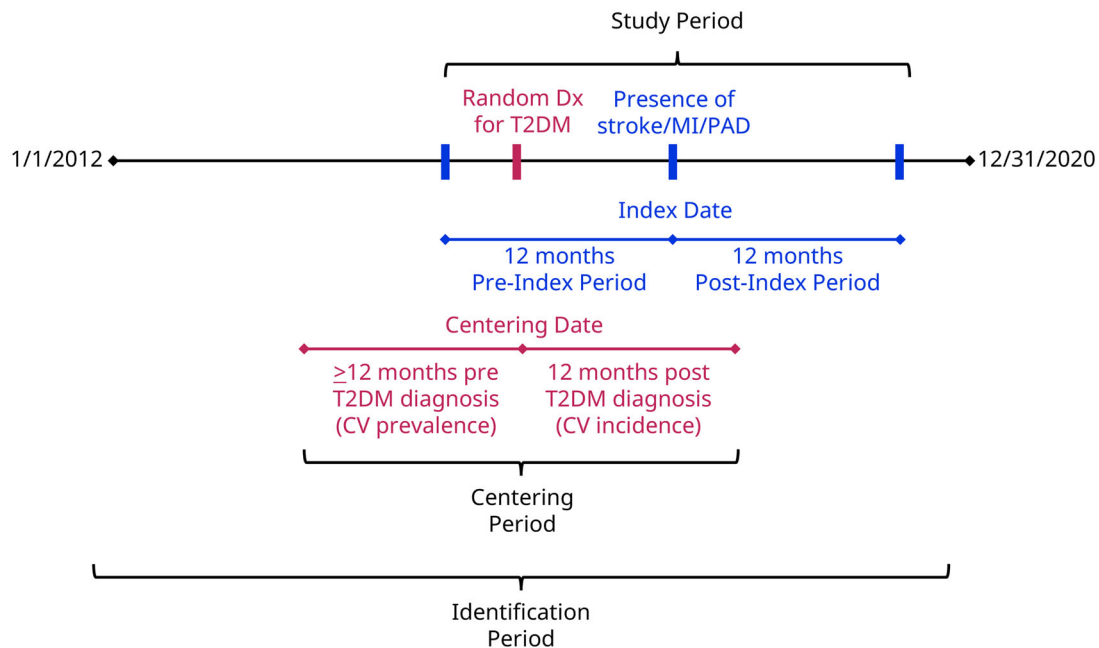 Study Period
Random Dx
for T2DM
Presence of
stroke/MI/PAD
1/1/2012
12/31/2020
Index Date
12 months
Pre-Index Period
12 months
Post-Index Period
Centering Date
≥12 months pre
T2DM diagnosis
(CV prevalence)
12 months post
T2DM diagnosis
(CV incidence)
Centering
Period
Identification
Period